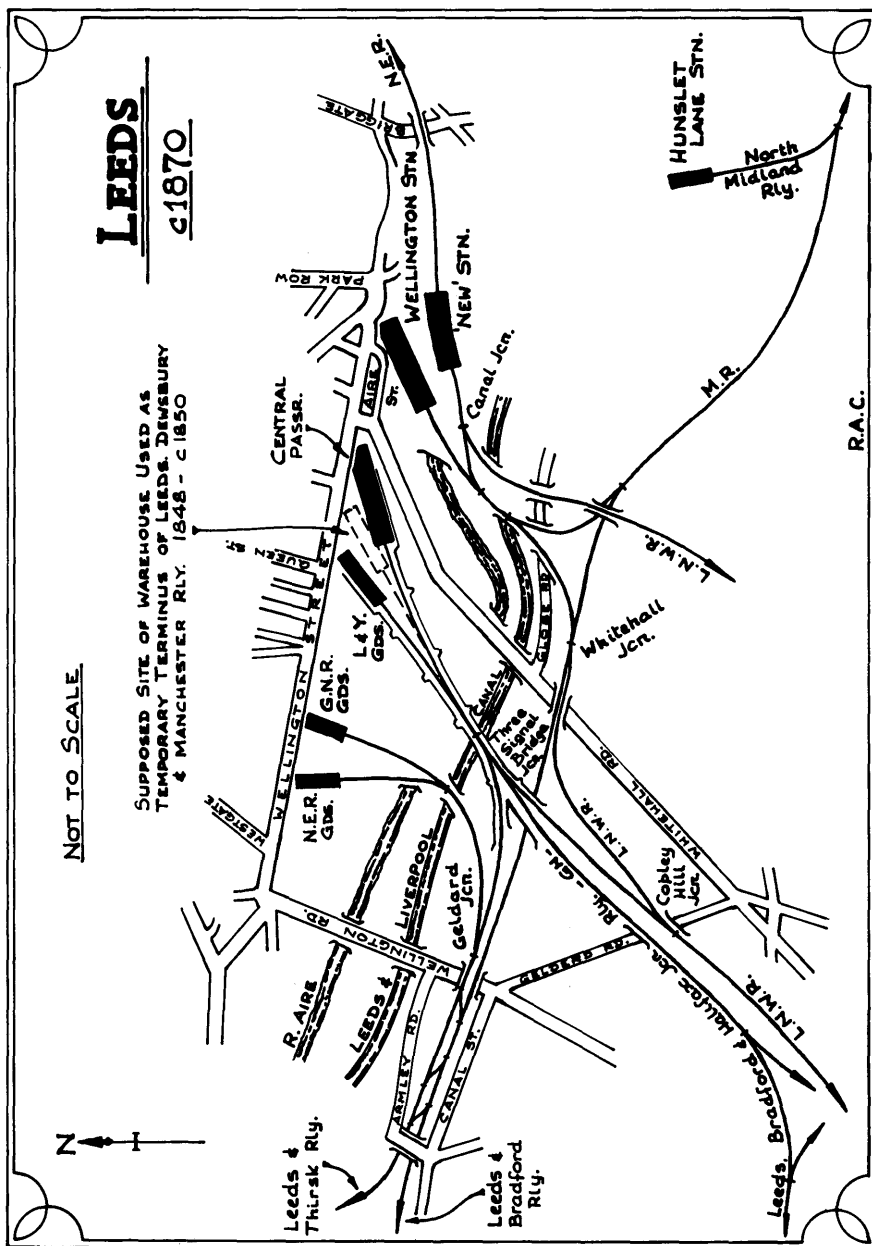 LEEDS
c1870
NOT TO SCALE
SUPPOSED SITE OF WAREHOUSE USED AS
TEMPORARY TERMINUS OF LEEDS. DEWSBURY
& MANCHESTER RLY. 1848 - c 1850
N
N.E.R.
BRIGGATE
PARK ROW
WELLINGTON STN.
'NEW' STN.
HUNSLET
LANE STN.
North
Midland
Rly.
CENTRAL
PASSR.
AIRE
ST.
QUEEN ST.
WELLINGTON STREET
L & Y.
GDS.
G.N.R.
GDS.
N.E.R.
GDS.
WESTGATE
Canal Jcn.
M.R.
L.N.W.R.
GLOBE RD.
Whitehall
Jcn.
CANAL
Three
Signal
Bridge
Jcn.
WHITEHALL RD.
L.N.W.R.
Copley
Hill
Jcn.
LIVERPOOL
Geldard
Jcn.
WELLINGTON RD.
R. AIRE
LEEDS &
ARMLEY RD.
CANAL ST.
GELDERD RD.
Leeds, Bradford & Halifax Jcn. Rly. - GN -
L.N.W.R.
Leeds &
Thirsk Rly.
Leeds &
Bradford
Rly.
R.A.C.